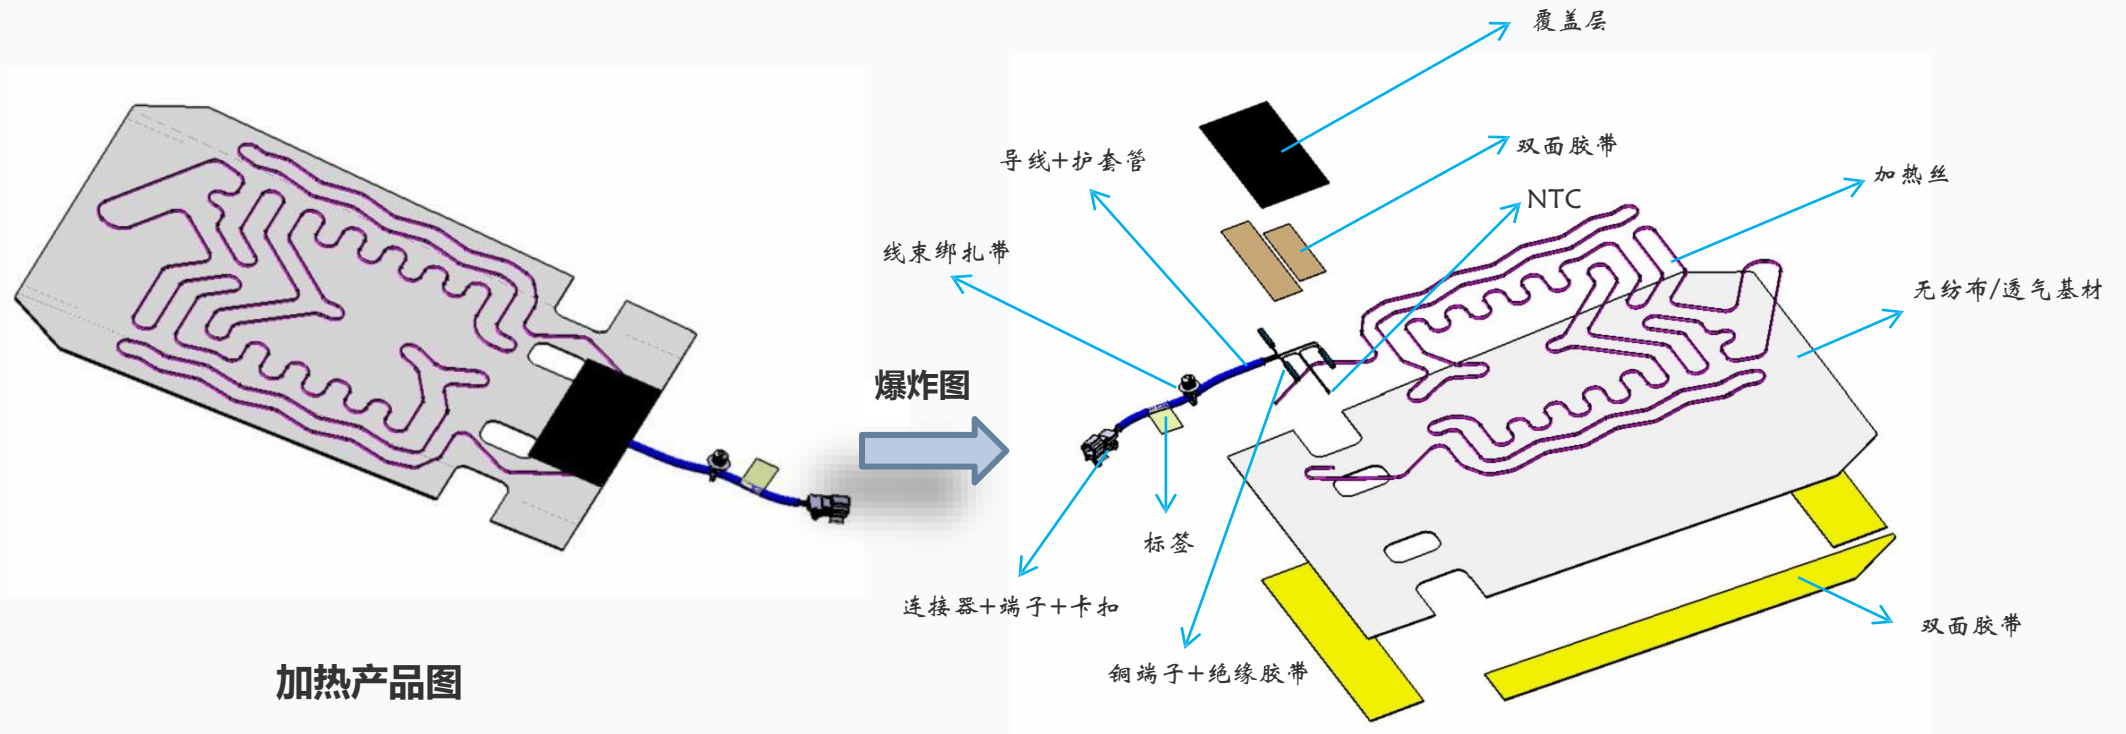 覆盖层
双面胶带
导线+护套管
加热丝
NTC
线束绑扎带
无纺布/透气基材
爆炸图
标签
连接器+端子+卡扣
双面胶带
铜端子+绝缘胶带
加热产品图